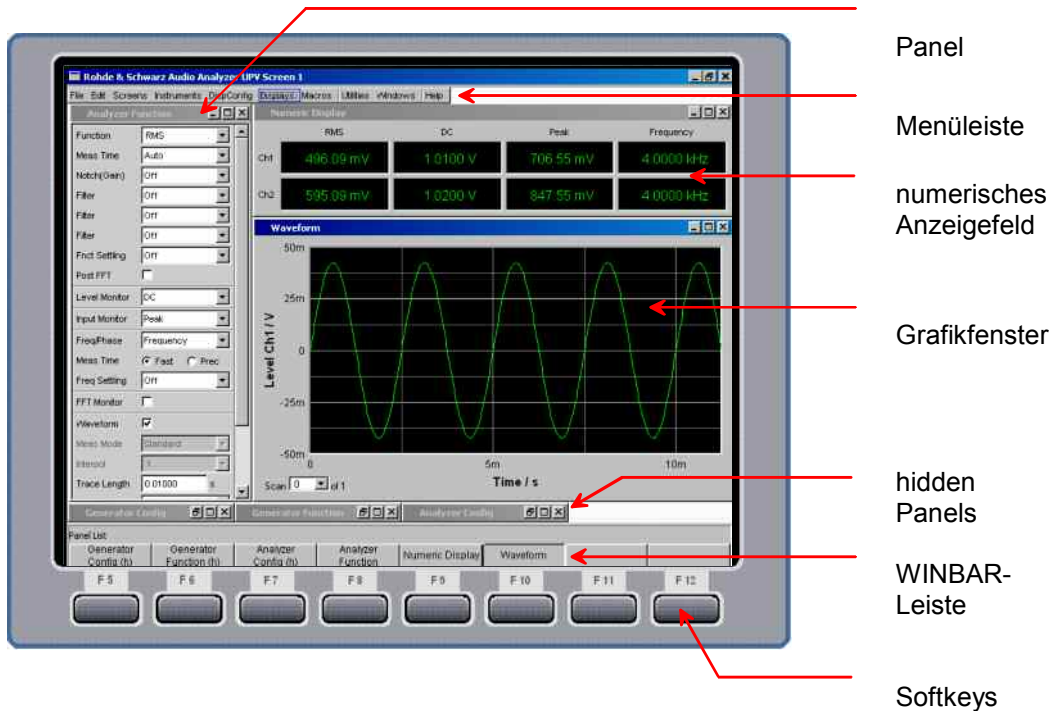 Panel
Menüleiste
numerisches
Anzeigefeld
Grafikfenster
hidden
Panels
WINBAR-
Leiste
Softkeys
Rohde & Schwarz Audio Analyzer UPV Screen 1
File Edit Screens Instruments DispConfig Displays Macros Utilities Windows Help
Analyzer Function
Function RMS
Meas Time Auto
Notch(Gain) Off
Filter Off
Filter Off
Filter Off
Fnct Settling Off
Post FFT
Level Monitor DC
Input Monitor Peak
Freq/Phase Frequency
Meas Time Fast Prec
Freq Settling Off
FFT Monitor
Waveform
Meas Mode Standard
Interpol
Trace Length 0.01000 s
Numeric Display
RMS DC Peak Frequency
Ch1 496.09 mV 1.0100 V 706.55 mV 4.0000 kHz
Ch2 595.09 mV 1.0200 V 847.55 mV 4.0000 kHz
Waveform
50m
25m
0
-25m
-50m
Level Ch1 / V
0 5m 10m
Time / s
Scan 0 of 1
Generator Config Generator Function Analyzer Config
Panel List
Generator Config (h) Generator Function (h) Analyzer Config (h) Analyzer Function Numeric Display Waveform
F 5 F 6 F 7 F 8 F 9 F 10 F 11 F 12